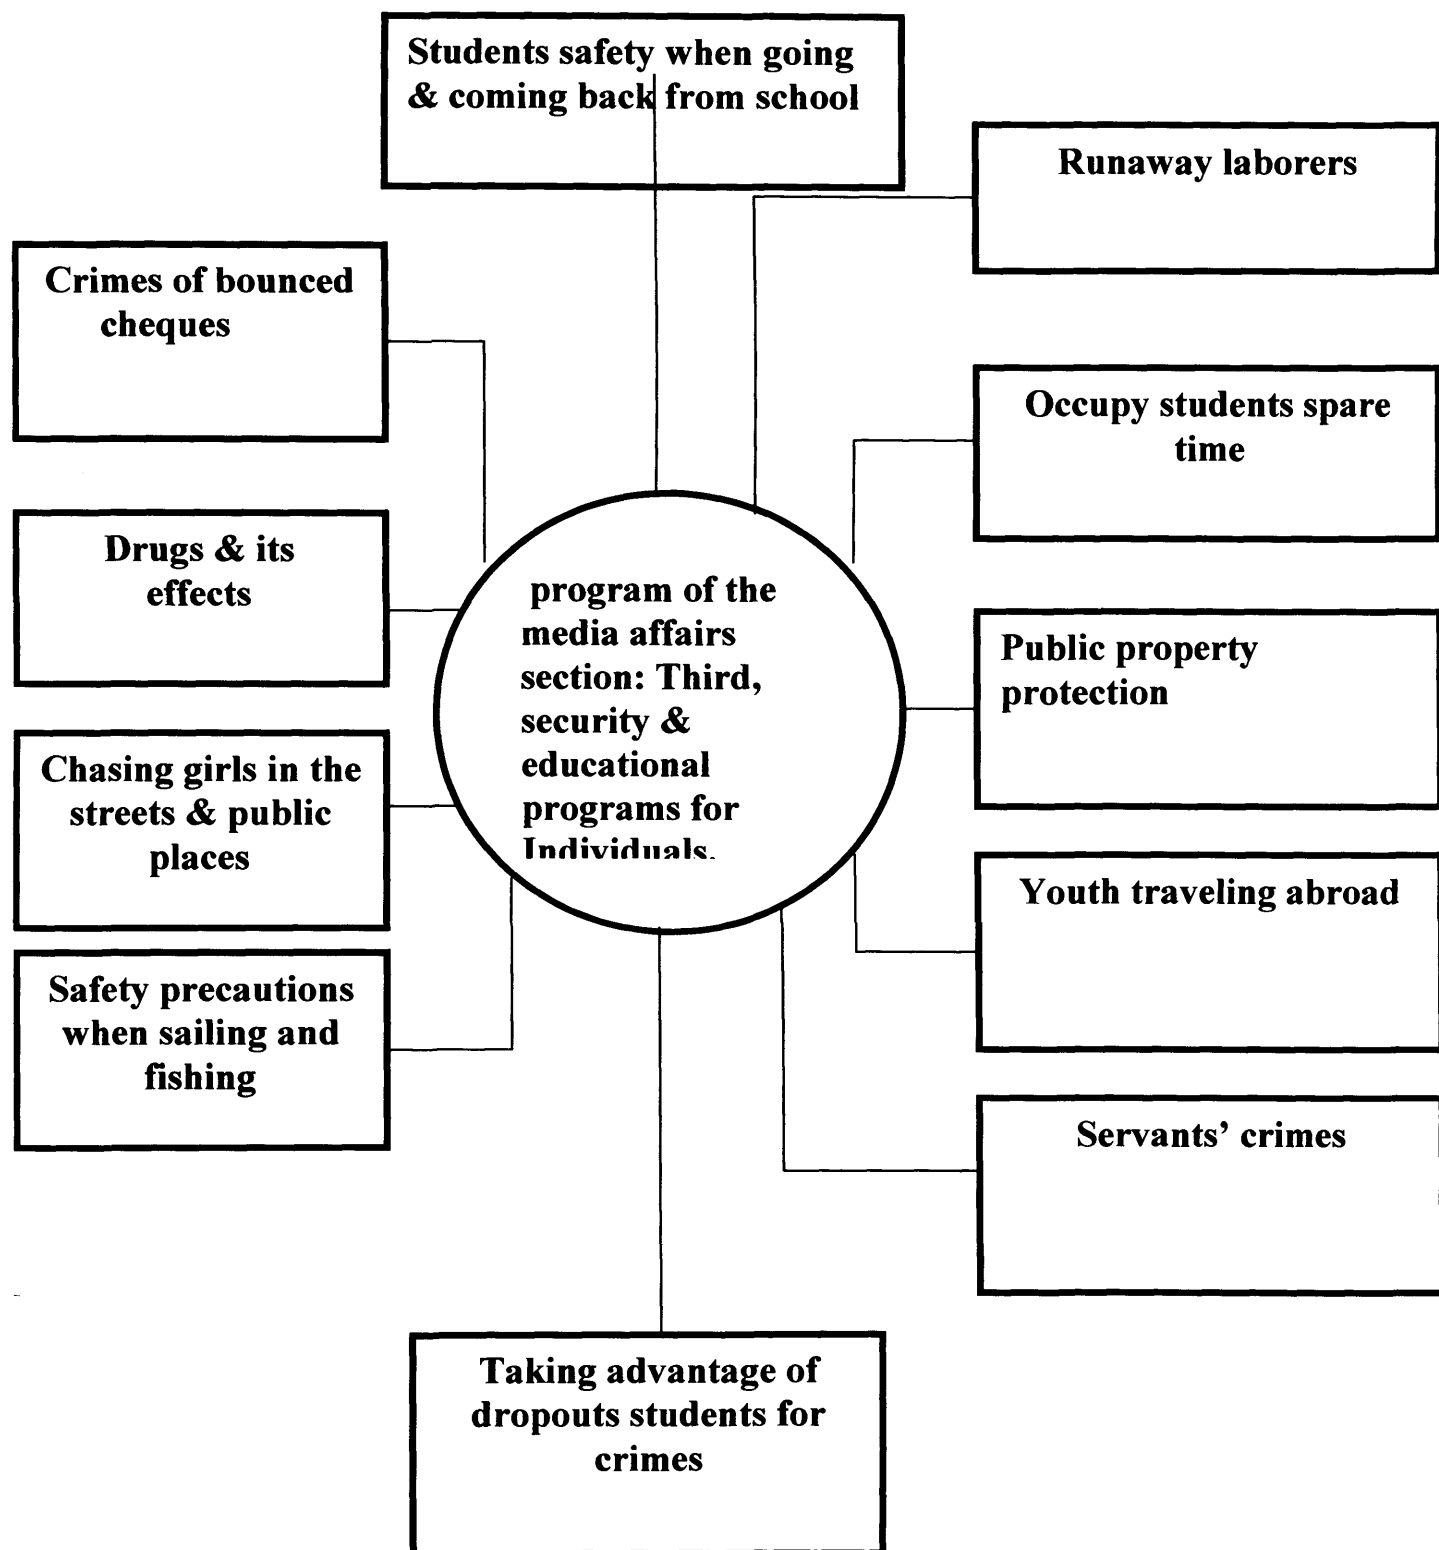 Students safety when going
& coming back from school
Runaway laborers
Crimes of bounced
cheques
Occupy students spare
time
Drugs & its
effects
program of the
media affairs
section: Third,
security &
educational
programs for
Individuals.
Public property
protection
Chasing girls in the
streets & public
places
Youth traveling abroad
Safety precautions
when sailing and
fishing
Servants’ crimes
Taking advantage of
dropouts students for
crimes